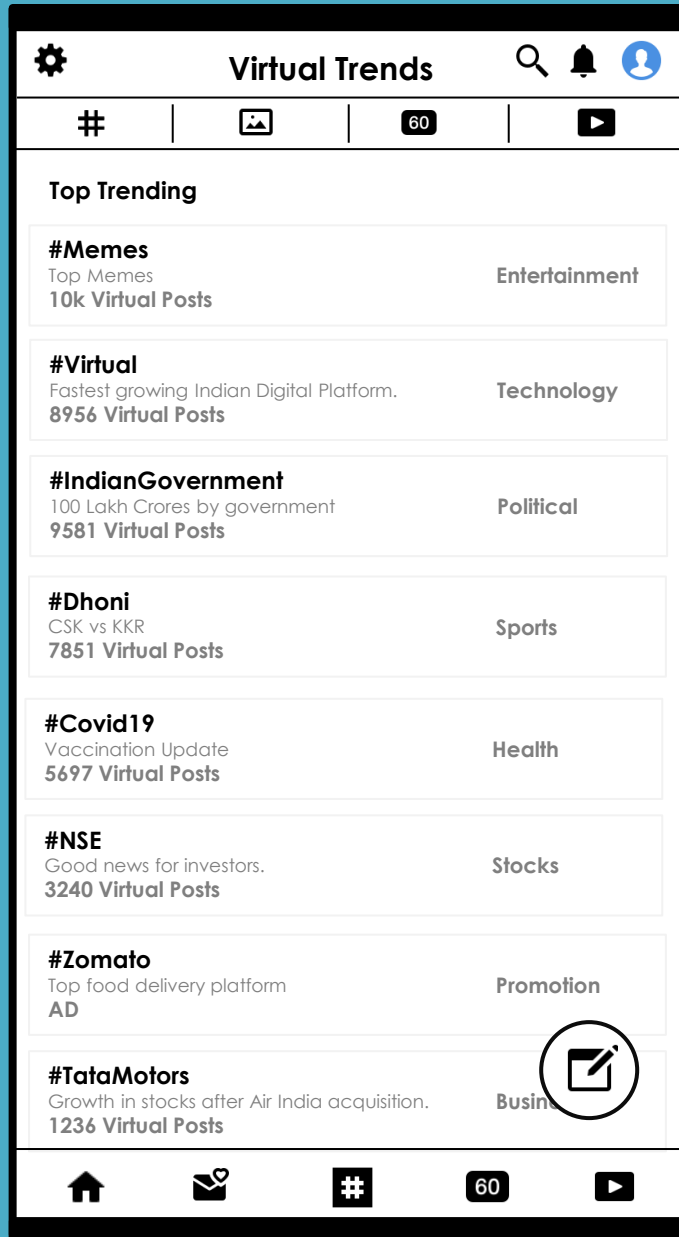 Virtual Trends
#
60
Top Trending
#Memes
Top Memes
Entertainment
10k Virtual Posts
#Virtual
Fastest growing Indian Digital Platform.
Technology
8956 Virtual Posts
#IndianGovernment
100 Lakh Crores by government
Political
9581 Virtual Posts
#Dhoni
CSK vs KKR
Sports
7851 Virtual Posts
#Covid19
Vaccination Update
Health
5697 Virtual Posts
#NSE
Good news for investors.
Stocks
3240 Virtual Posts
#Zomato
Top food delivery platform
Promotion
AD
#TataMotors
Growth in stocks after Air India acquisition.
1236 Virtual Posts
#
60